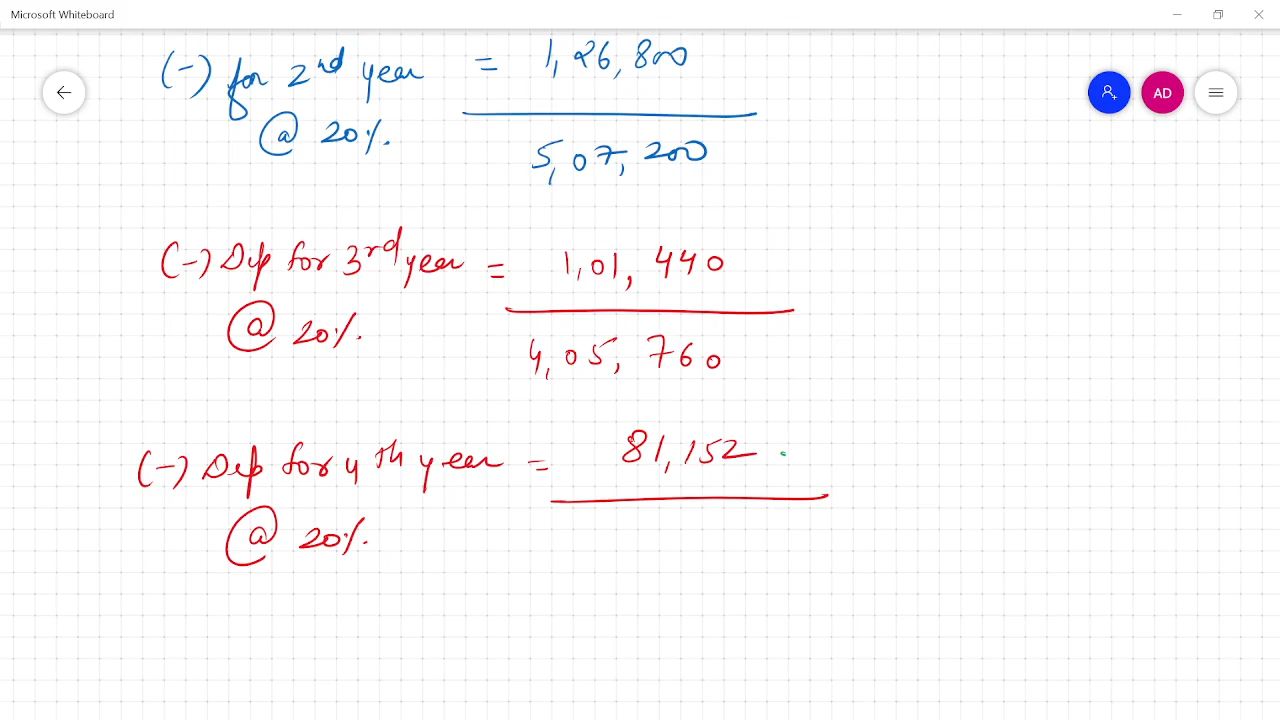 Microsoft Whiteboard
AD
(-) for 2nd year = 1,26,800
@ 20%.
5,07,200
(-) Dep for 3rd year = 1,01,440
@ 20%.
4,05,760
(-) Dep for 4th year = 81,152
@ 20%.